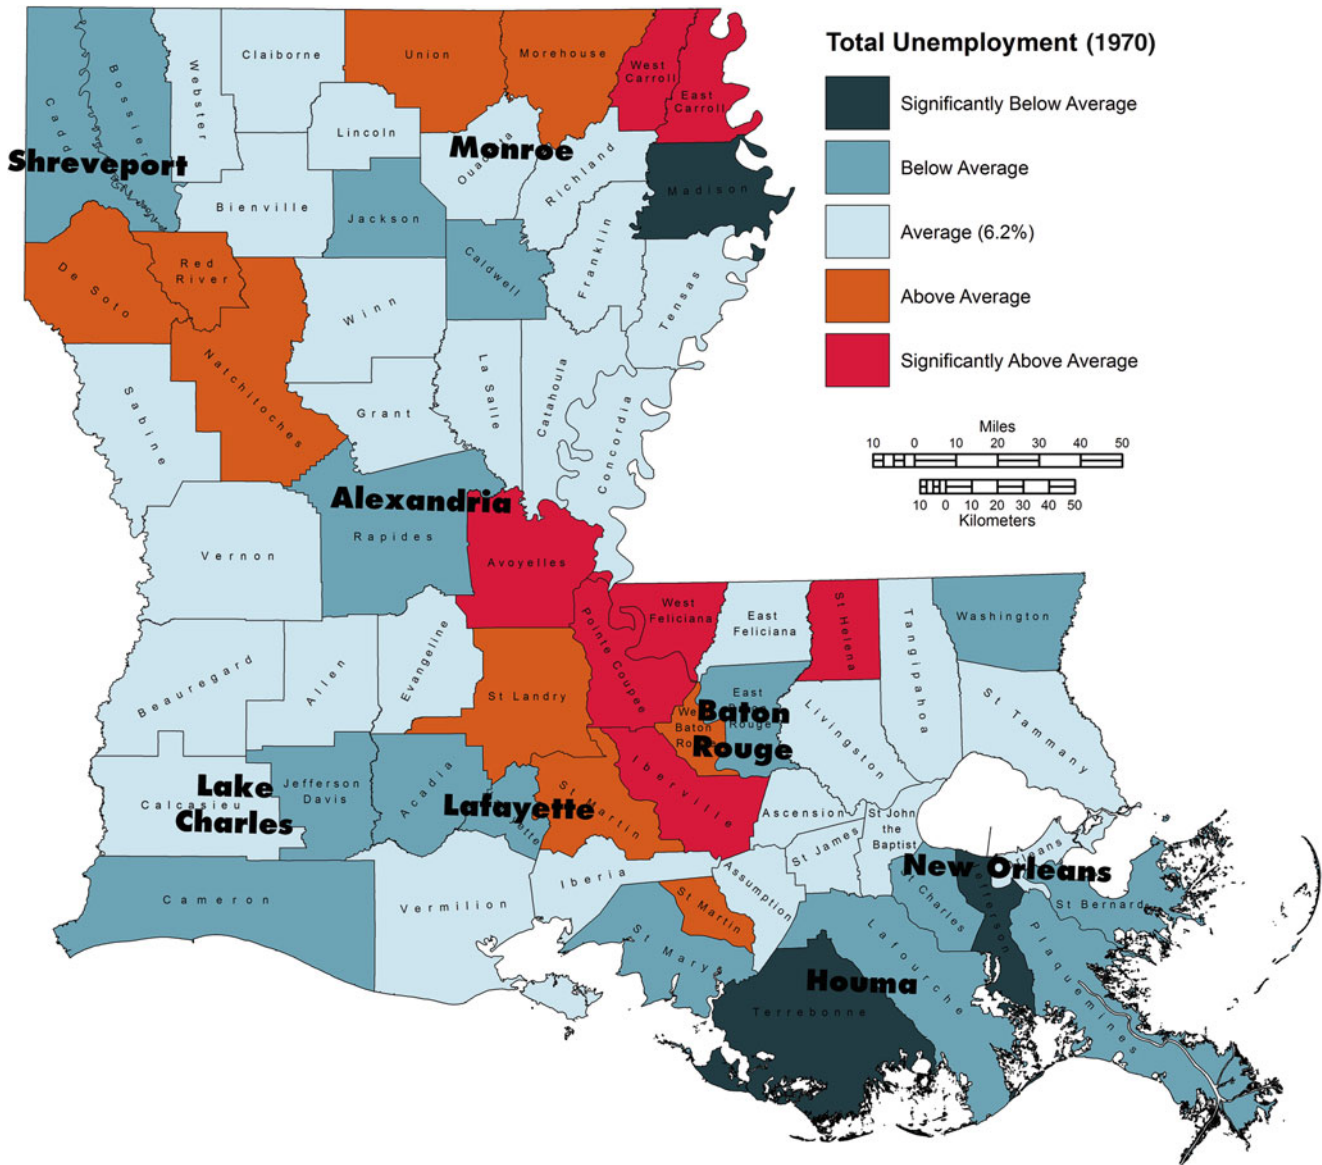 Total Unemployment (1970)
Significantly Below Average
Below Average
Average (6.2%)
Above Average
Significantly Above Average
Miles
10 0 10 20 30 40 50
10 0 10 20 30 40 50
Kilometers
Claiborne
Union
Morehouse
West
Carroll
East
Carroll
Webster
Bossier
Lincoln
Shreveport
Monroe
Richland
Madison
Bienville
Jackson
Franklin
Caldwell
Tensas
De Soto
Red
River
Winn
Natchitoches
La Salle
Catahoula
Concordia
Sabine
Grant
Alexandria
Rapides
Vernon
Avoyelles
West
Feliciana
East
Feliciana
St Helena
Tangipahoa
Washington
Pointe Coupee
Beauregard
Allen
Evangeline
St Landry
East
Rouge
Baton
Baton
Rouge
Livingston
St Tammany
Lake
Charles
Calcasieu
Jefferson
Davis
Acadia
Lafayette
St Martin
Iberville
Ascension
St John
the
Baptist
St James
New Orleans
Assumption
Iberia
St Martin
Cameron
Vermilion
St Mary
St Bernard
Plaquemines
Lafourche
Houma
Terrebonne